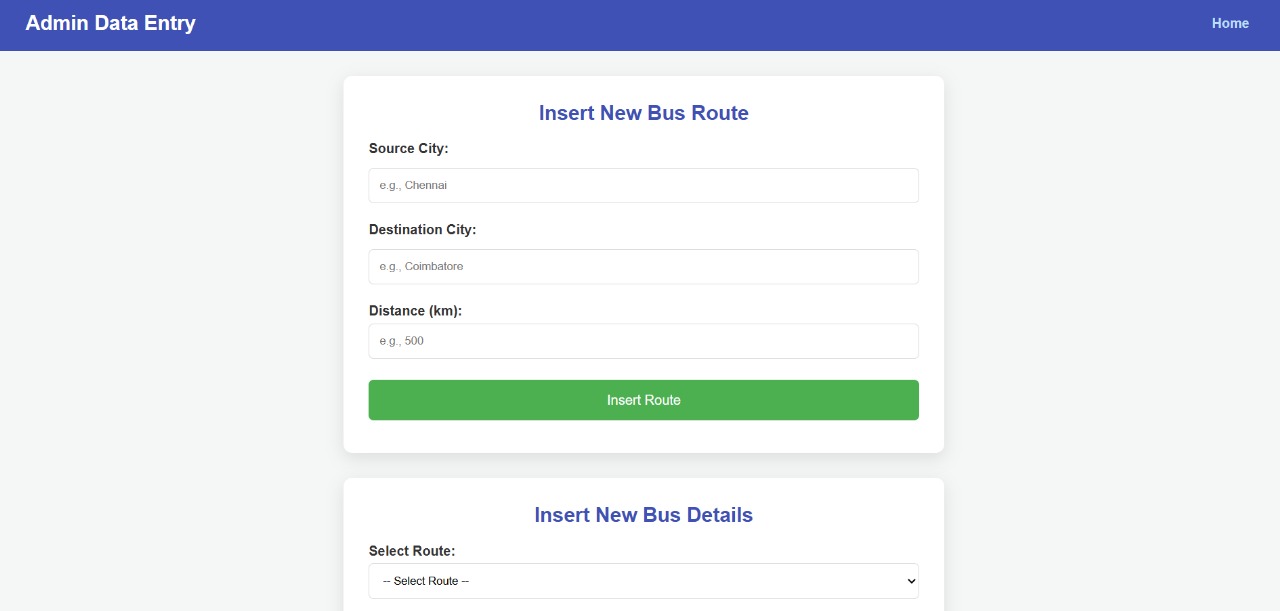 Admin Data Entry
Home
Insert New Bus Route
Source City:
e.g., Chennai
Destination City:
e.g., Coimbatore
Distance (km):
e.g., 500
Insert Route
Insert New Bus Details
Select Route:
-- Select Route --